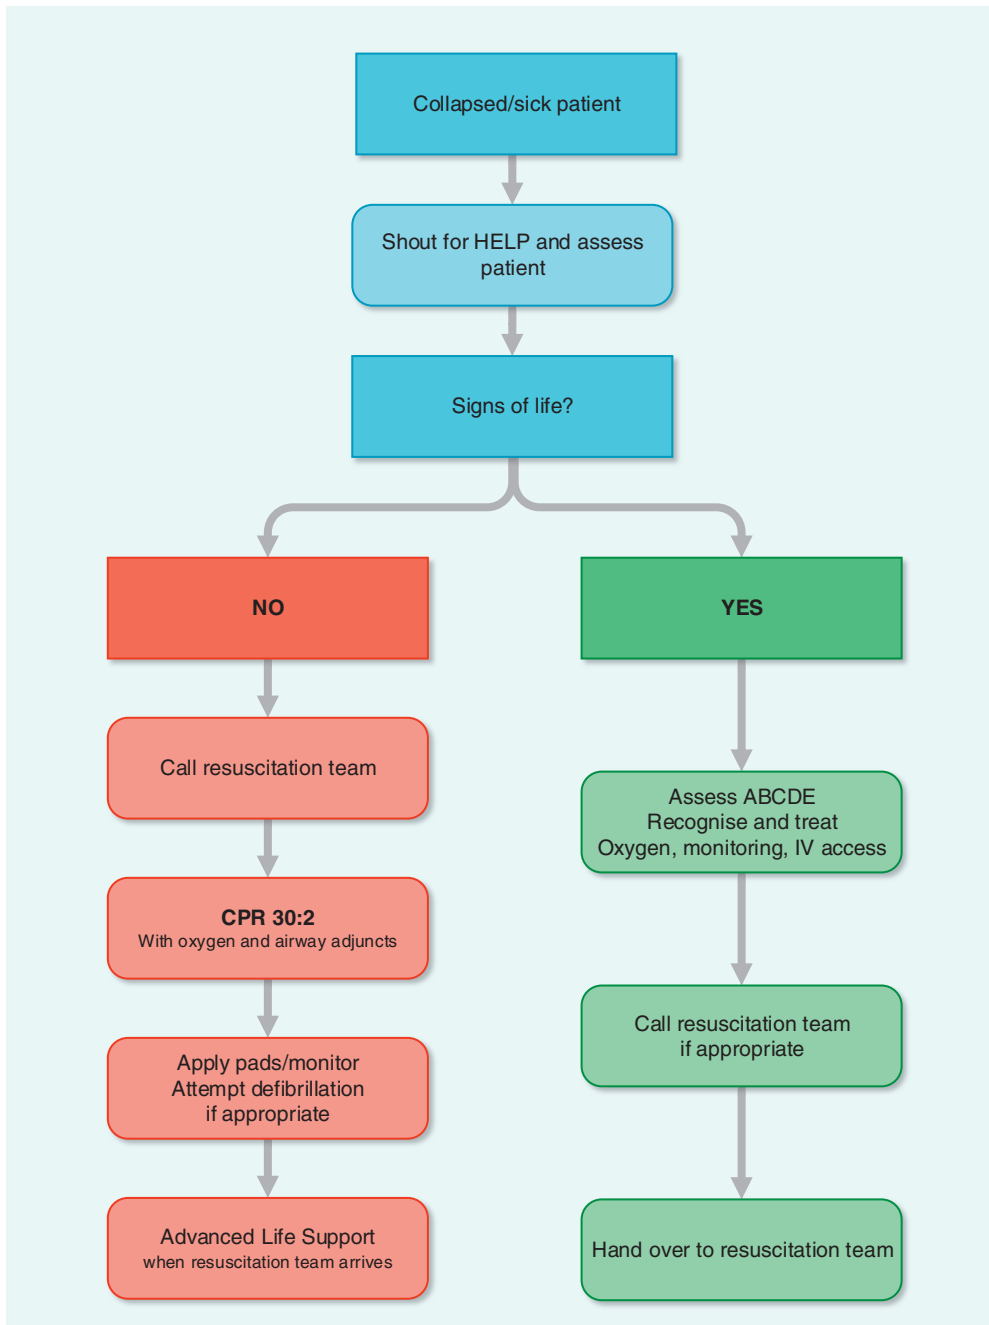 Collapsed/sick patient
Shout for HELP and assess
patient
Signs of life?
NO
Call resuscitation team
CPR 30:2
With oxygen and airway adjuncts
Apply pads/monitor
Attempt defibrillation
if appropriate
Advanced Life Support
when resuscitation team arrives
YES
Assess ABCDE
Recognise and treat
Oxygen, monitoring, IV access
Call resuscitation team
if appropriate
Hand over to resuscitation team